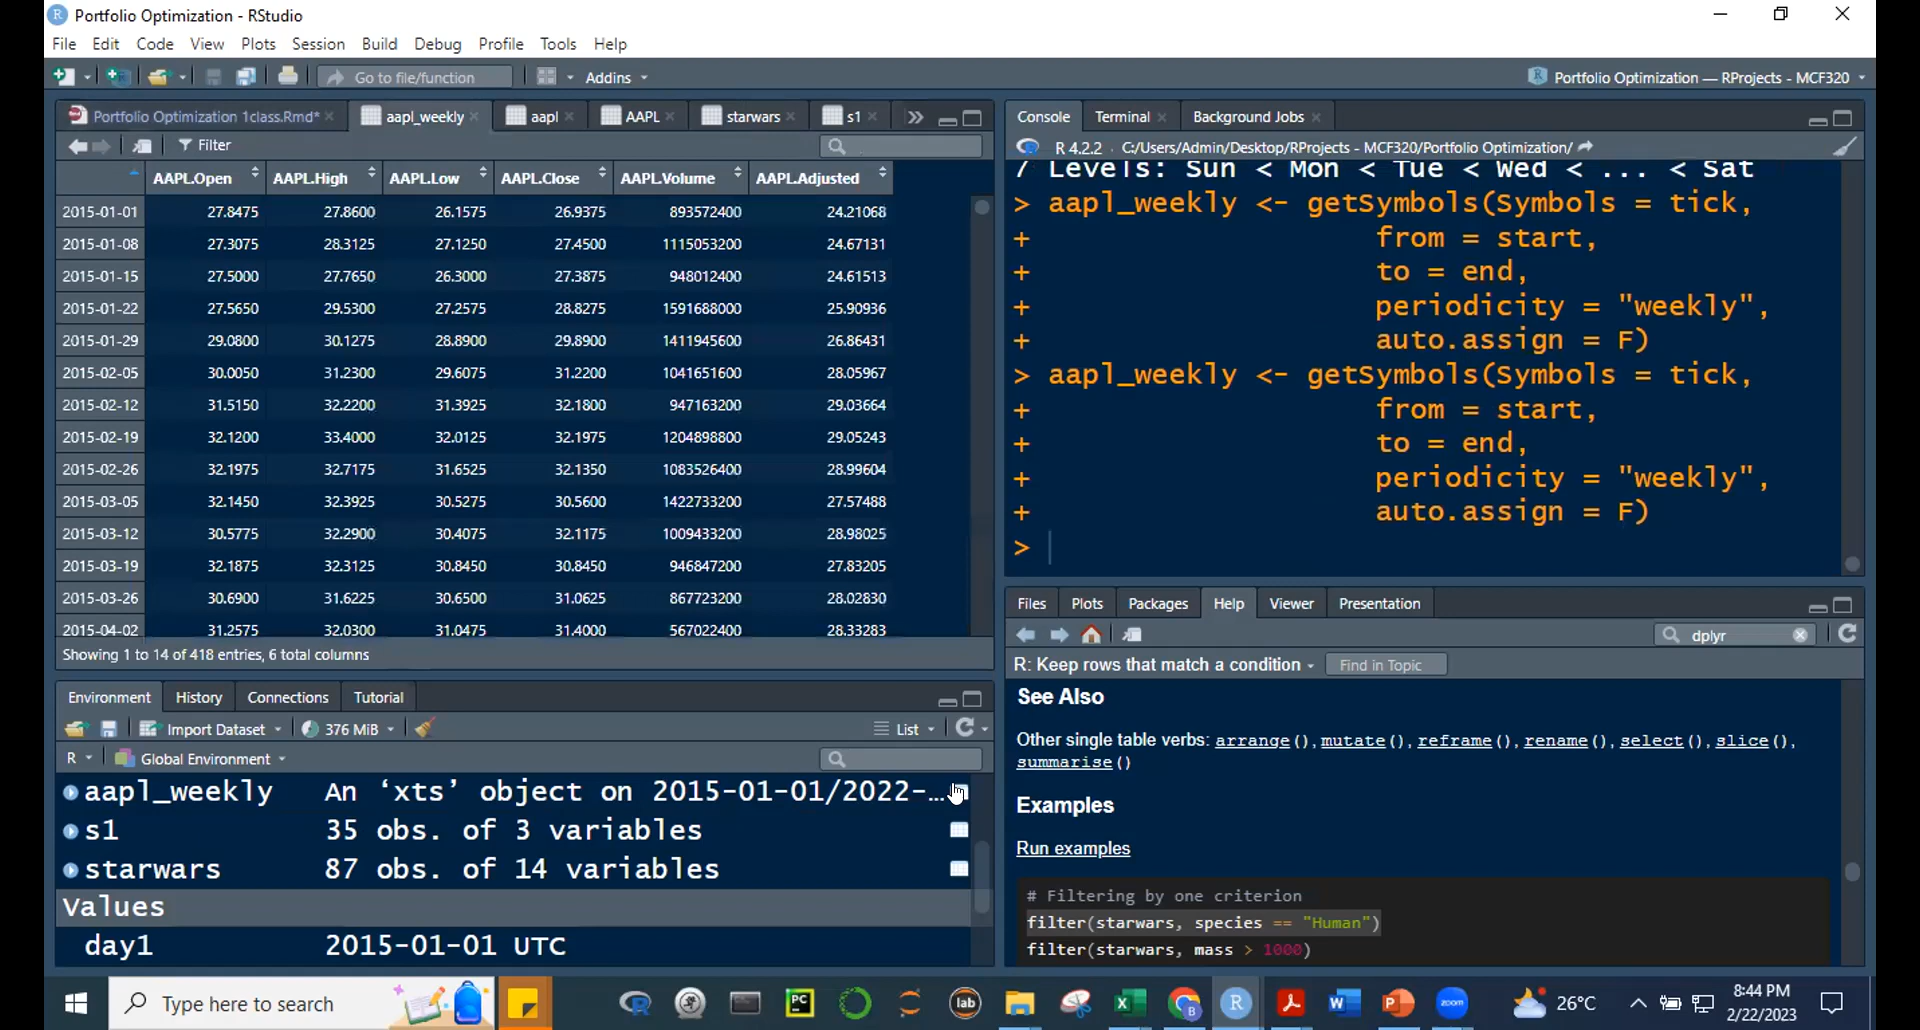 Portfolio Optimization - RStudio
File Edit Code View Plots Session Build Debug Profile Tools Help
Go to file/function Addins Portfolio Optimization — RProjects - MCF320
Portfolio Optimization 1class.Rmd* aapl_weekly aapl AAPL starwars s1
Filter
AAPL.Open AAPL.High AAPL.Low AAPL.Close AAPL.Volume AAPL.Adjusted
2015-01-01 27.8475 27.8600 26.1575 26.9375 893572400 24.21068
2015-01-08 27.3075 28.3125 27.1250 27.4500 1115053200 24.67131
2015-01-15 27.5000 27.7650 26.3000 27.3875 948012400 24.61513
2015-01-22 27.5650 29.5300 27.2575 28.8275 1591688000 25.90936
2015-01-29 29.0800 30.1275 28.8900 29.8900 1411945600 26.86431
2015-02-05 30.0050 31.2300 29.6075 31.2200 1041651600 28.05967
2015-02-12 31.5150 32.2200 31.3925 32.1800 947163200 29.03664
2015-02-19 32.1200 33.4000 32.0125 32.1975 1204898800 29.05243
2015-02-26 32.1975 32.7175 31.6525 32.1350 1083526400 28.99604
2015-03-05 32.1450 32.3925 30.5275 30.5600 1422733200 27.57488
2015-03-12 30.5775 32.2900 30.4075 32.1175 1009433200 28.98025
2015-03-19 32.1875 32.3125 30.8450 30.8450 946847200 27.83205
2015-03-26 30.6900 31.6225 30.6500 31.0625 867723200 28.02830
2015-04-02 31.2575 32.0300 31.0475 31.4000 567022400 28.33283
Showing 1 to 14 of 418 entries, 6 total columns
Environment History Connections Tutorial
Import Dataset 376 MiB List
R Global Environment
aapl_weekly An ‘xts’ object on 2015-01-01/2022-…
s1 35 obs. of 3 variables
starwars 87 obs. of 14 variables
Values
day1 2015-01-01 UTC
Console Terminal Background Jobs
R 4.2.2 . C:/Users/Admin/Desktop/RProjects - MCF320/Portfolio Optimization/
7 Levels: Sun < Mon < Tue < Wed < ... < Sat
> aapl_weekly <- getSymbols(Symbols = tick,
+ from = start,
+ to = end,
+ periodicity = "weekly",
+ auto.assign = F)
> aapl_weekly <- getSymbols(Symbols = tick,
+ from = start,
+ to = end,
+ periodicity = "weekly",
+ auto.assign = F)
>
Files Plots Packages Help Viewer Presentation
dplyr
R: Keep rows that match a condition Find in Topic
See Also
Other single table verbs: arrange(), mutate(), reframe(), rename(), select(), slice(),
summarise()
Examples
Run examples
# Filtering by one criterion
filter(starwars, species == "Human")
filter(starwars, mass > 1000)
Type here to search PC lab zoom 26°C 8:44 PM
2/22/2023